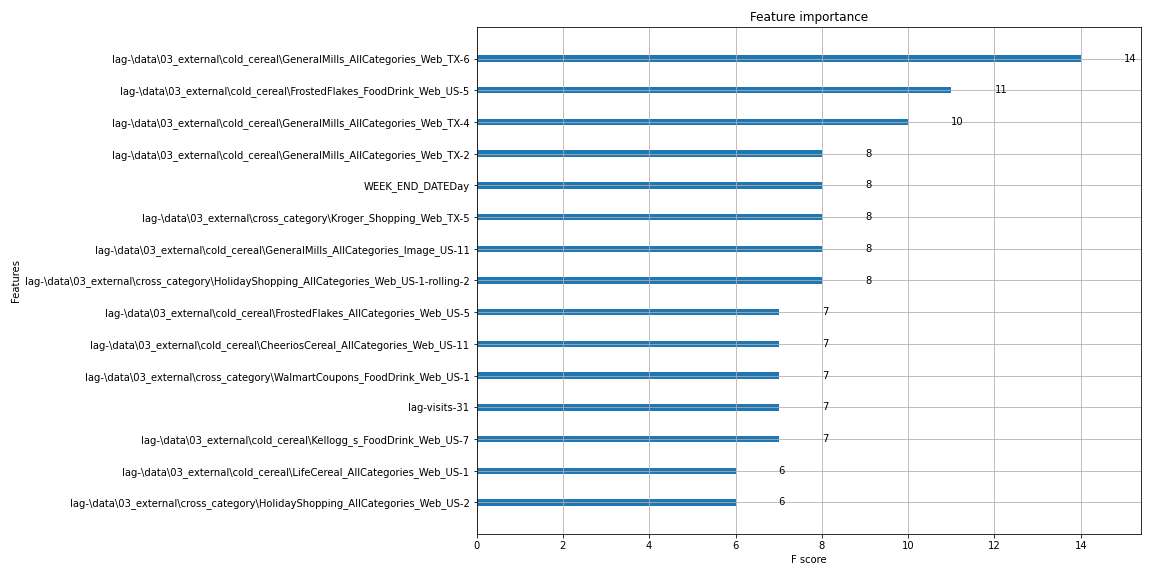 Feature importance
lag-\data\03_external\cold_cereal\GeneralMills_AllCategories_Web_TX-6 14
lag-\data\03_external\cold_cereal\FrostedFlakes_FoodDrink_Web_US-5 11
lag-\data\03_external\cold_cereal\GeneralMills_AllCategories_Web_TX-4 10
lag-\data\03_external\cold_cereal\GeneralMills_AllCategories_Web_TX-2 8
WEEK_END_DATEDay 8
lag-\data\03_external\cross_category\Kroger_Shopping_Web_TX-5 8
lag-\data\03_external\cold_cereal\GeneralMills_AllCategories_Image_US-11 8
Features
lag-\data\03_external\cross_category\HolidayShopping_AllCategories_Web_US-1-rolling-2 8
lag-\data\03_external\cold_cereal\FrostedFlakes_AllCategories_Web_US-5 7
lag-\data\03_external\cold_cereal\CheeriosCereal_AllCategories_Web_US-11 7
lag-\data\03_external\cross_category\WalmartCoupons_FoodDrink_Web_US-1 7
lag-visits-31 7
lag-\data\03_external\cold_cereal\Kellogg_s_FoodDrink_Web_US-7 7
lag-\data\03_external\cold_cereal\LifeCereal_AllCategories_Web_US-1 6
lag-\data\03_external\cross_category\HolidayShopping_AllCategories_Web_US-2 6
0 2 4 6 8 10 12 14
F score